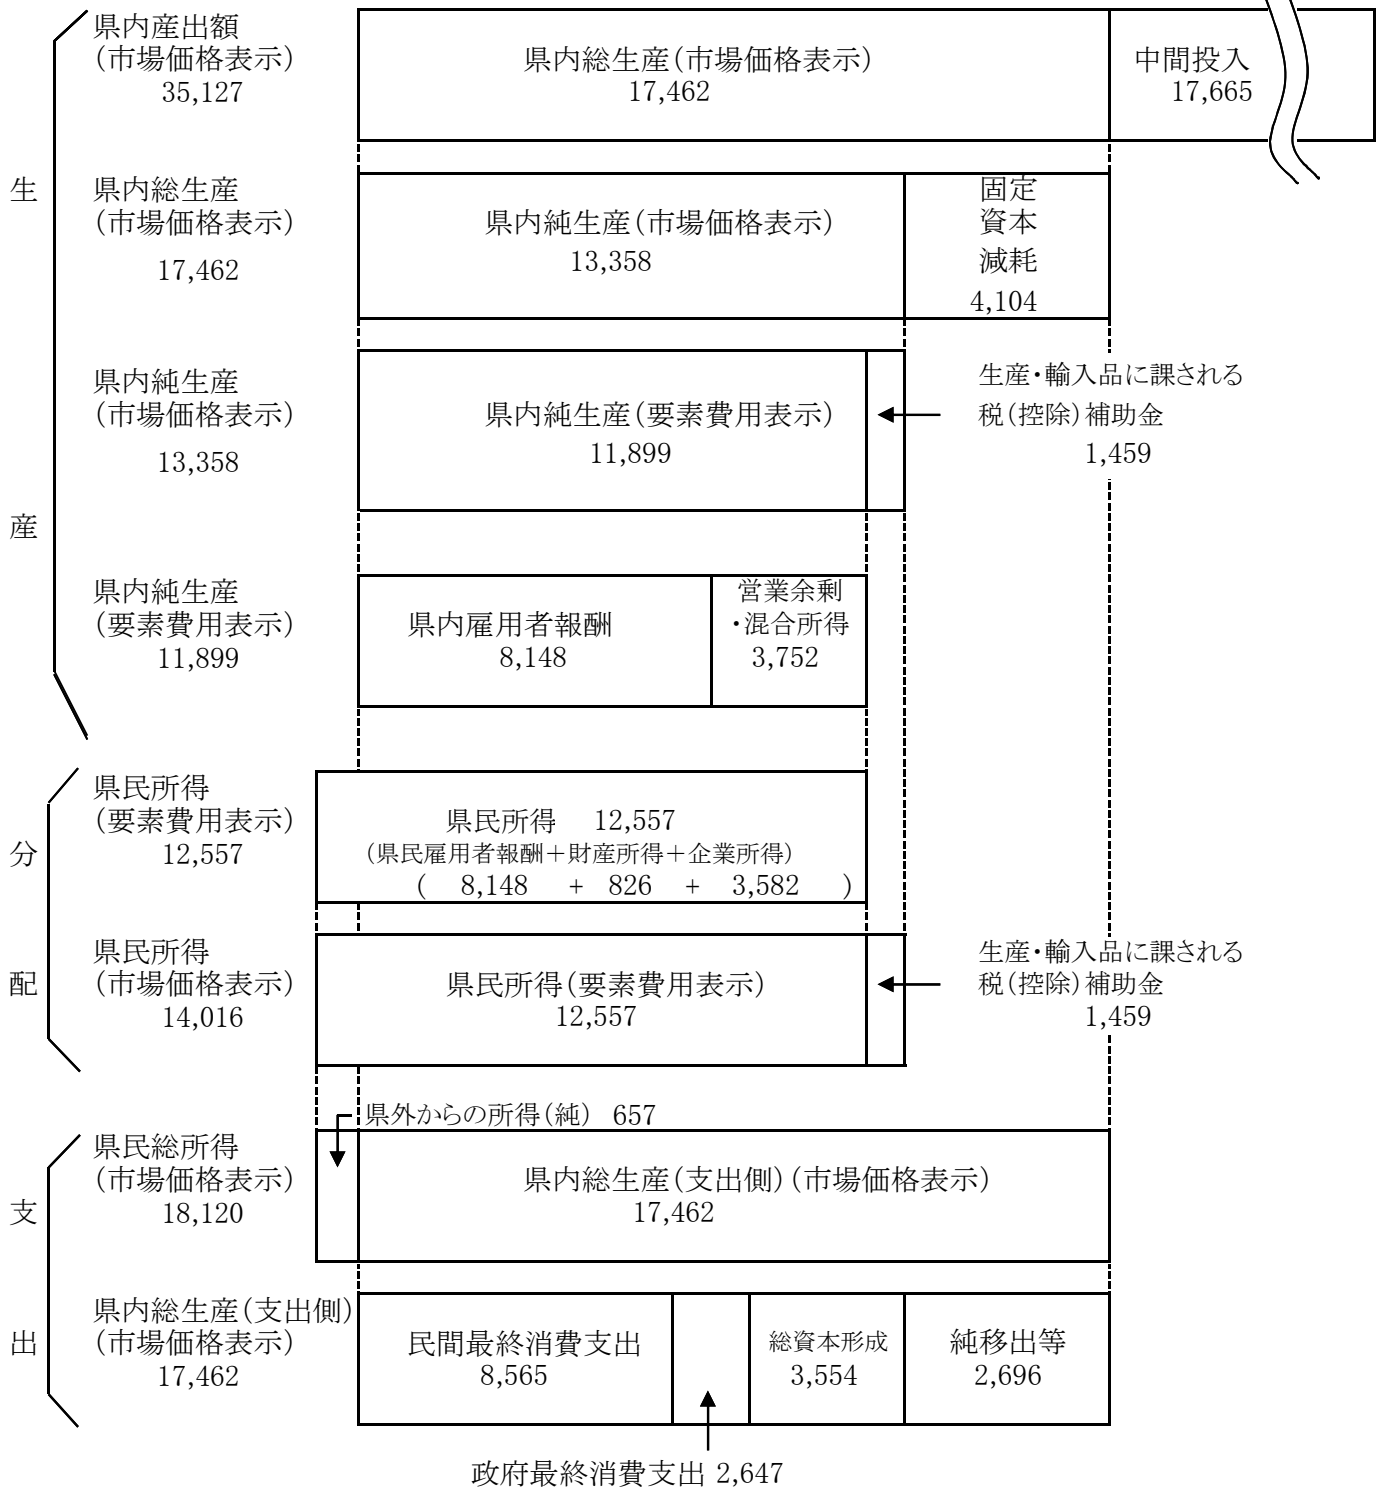 生
産
県内産出額
(市場価格表示)
35,127
県内総生産(市場価格表示)
17,462
中間投入
17,665
県内総生産
(市場価格表示)
17,462
県内純生産(市場価格表示)
13,358
固定
資本
減耗
4,104
県内純生産
(市場価格表示)
13,358
県内純生産(要素費用表示)
11,899
生産・輸入品に課される
税(控除)補助金
1,459
県内純生産
(要素費用表示)
11,899
県内雇用者報酬
8,148
営業余剰
・混合所得
3,752
分
配
県民所得
(要素費用表示)
12,557
県民所得 12,557
(県民雇用者報酬+財産所得+企業所得)
( 8,148 + 826 + 3,582 )
県民所得
(市場価格表示)
14,016
県民所得(要素費用表示)
12,557
生産・輸入品に課される
税(控除)補助金
1,459
支
出
県外からの所得(純) 657
県民総所得
(市場価格表示)
18,120
県内総生産(支出側)(市場価格表示)
17,462
県内総生産(支出側)
(市場価格表示)
17,462
民間最終消費支出
8,565
総資本形成
3,554
純移出等
2,696
政府最終消費支出 2,647